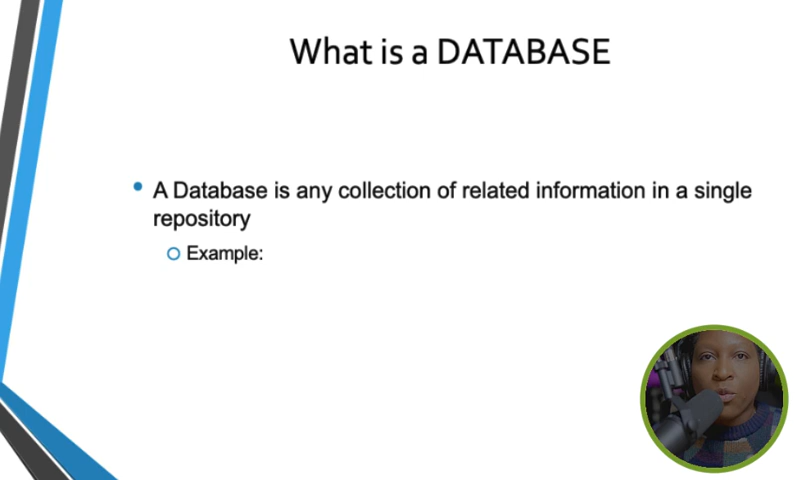 What is a DATABASE
A Database is any collection of related information in a single
repository
Example: